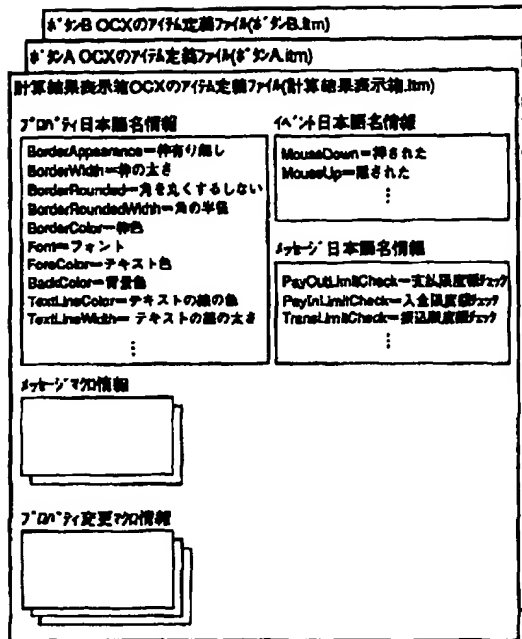 ボタンB OCXのアイテム定義ファイル(ボタンB.itm)
ボタンA OCXのアイテム定義ファイル(ボタンA.itm)
計算結果表示箱OCXのアイテム定義ファイル(計算結果表示箱.itm)
プロパティ日本語名情報
BorderAppearance=枠有り無し
BorderWidth=枠の太さ
BorderRounded=角を丸くするしない
BorderRoundedWidth=角の半径
BorderColor=枠色
Font=フォント
ForeColor=テキスト色
BackColor=背景色
TextLineColor=テキストの線の色
TextLineWidth=テキストの線の太さ
⋮
イベント日本語名情報
MouseDown=押された
MouseUp=離された
⋮
メッセージ日本語名情報
PayOutLimitCheck=支払限度額チェック
PayInLimitCheck=入金限度額チェック
TransLimitCheck=振込限度額チェック
⋮
メッセージマクロ情報
プロパティ変更マクロ情報